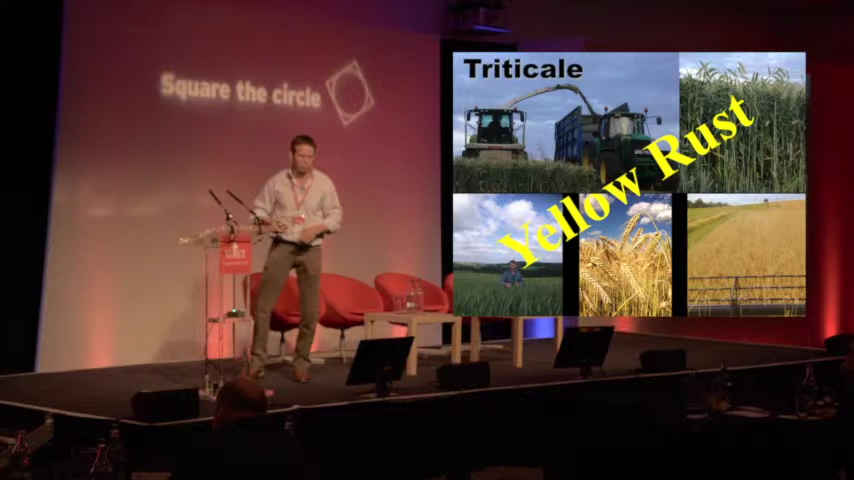 Square the circle
Triticale
Yellow Rust